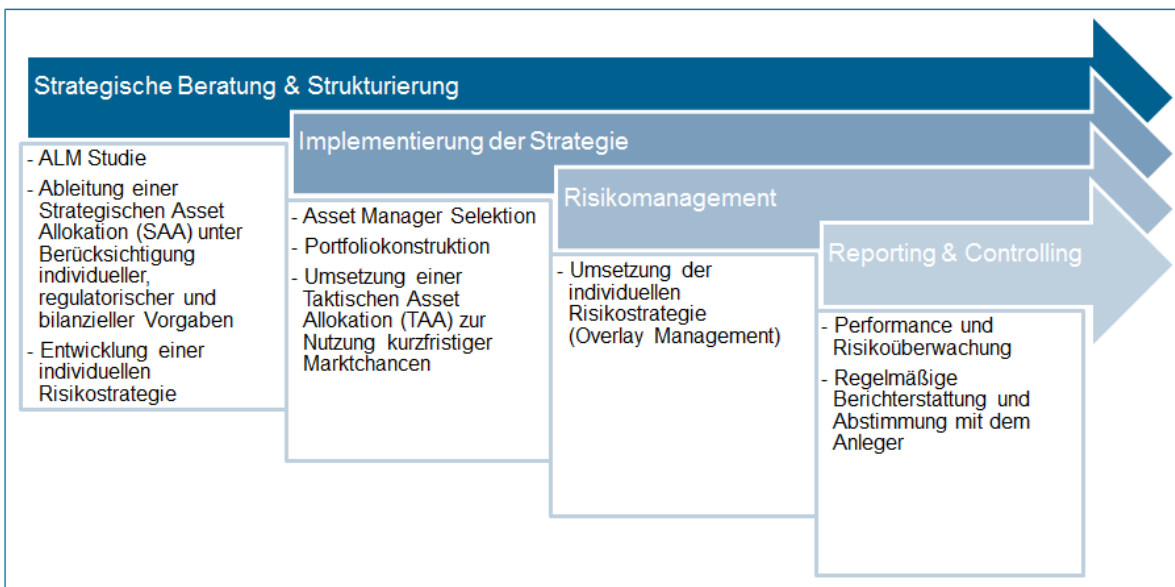 Strategische Beratung & Strukturierung
- ALM Studie
- Ableitung einer
Strategischen Asset
Allokation (SAA) unter
Berücksichtigung
individueller,
regulatorischer und
bilanzieller Vorgaben
- Entwicklung einer
individuellen
Risikostrategie
Implementierung der Strategie
- Asset Manager Selektion
- Portfoliokonstruktion
- Umsetzung einer
Taktischen Asset
Allokation (TAA) zur
Nutzung kurzfristiger
Marktchancen
Risikomanagement
- Umsetzung der
individuellen
Risikostrategie
(Overlay Management)
Reporting & Controlling
- Performance und
Risikoüberwachung
- Regelmäßige
Berichterstattung und
Abstimmung mit dem
Anleger